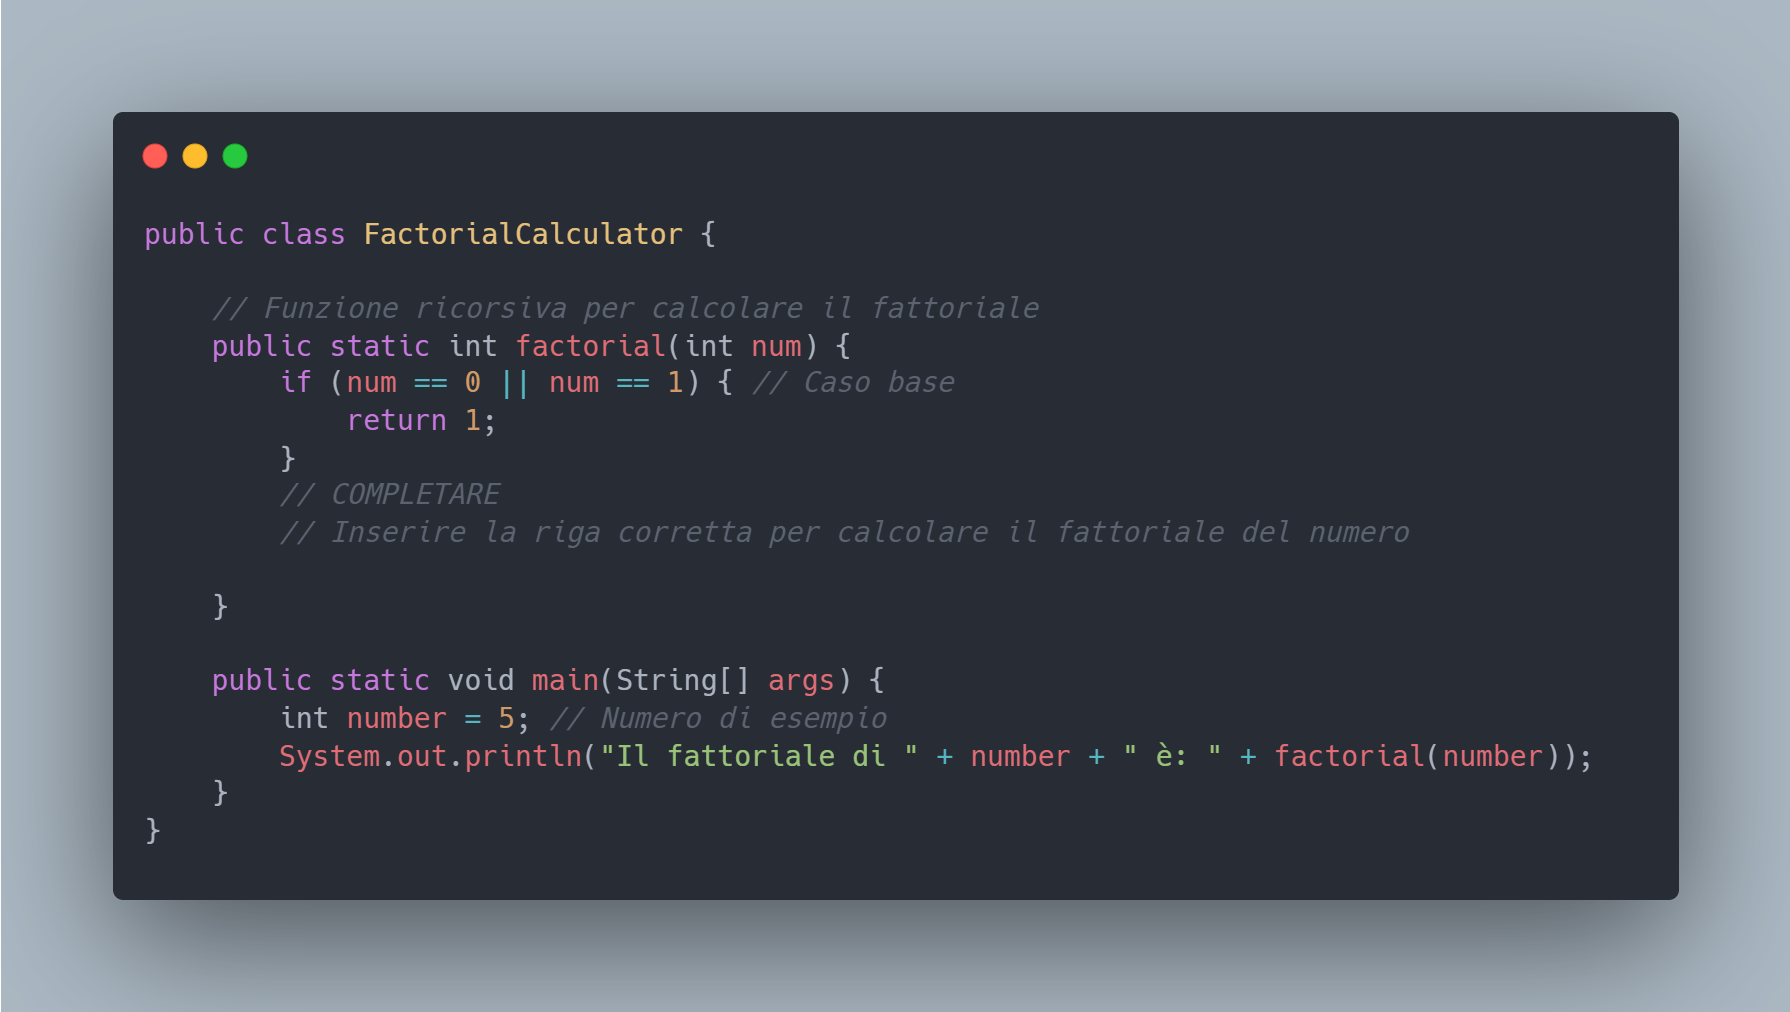 public class FactorialCalculator {
// Funzione ricorsiva per calcolare il fattoriale
public static int factorial(int num) {
if (num == 0 || num == 1) { // Caso base
return 1;
}
// COMPLETARE
// Inserire la riga corretta per calcolare il fattoriale del numero
}
public static void main(String[] args) {
int number = 5; // Numero di esempio
System.out.println("Il fattoriale di " + number + " è: " + factorial(number));
}
}